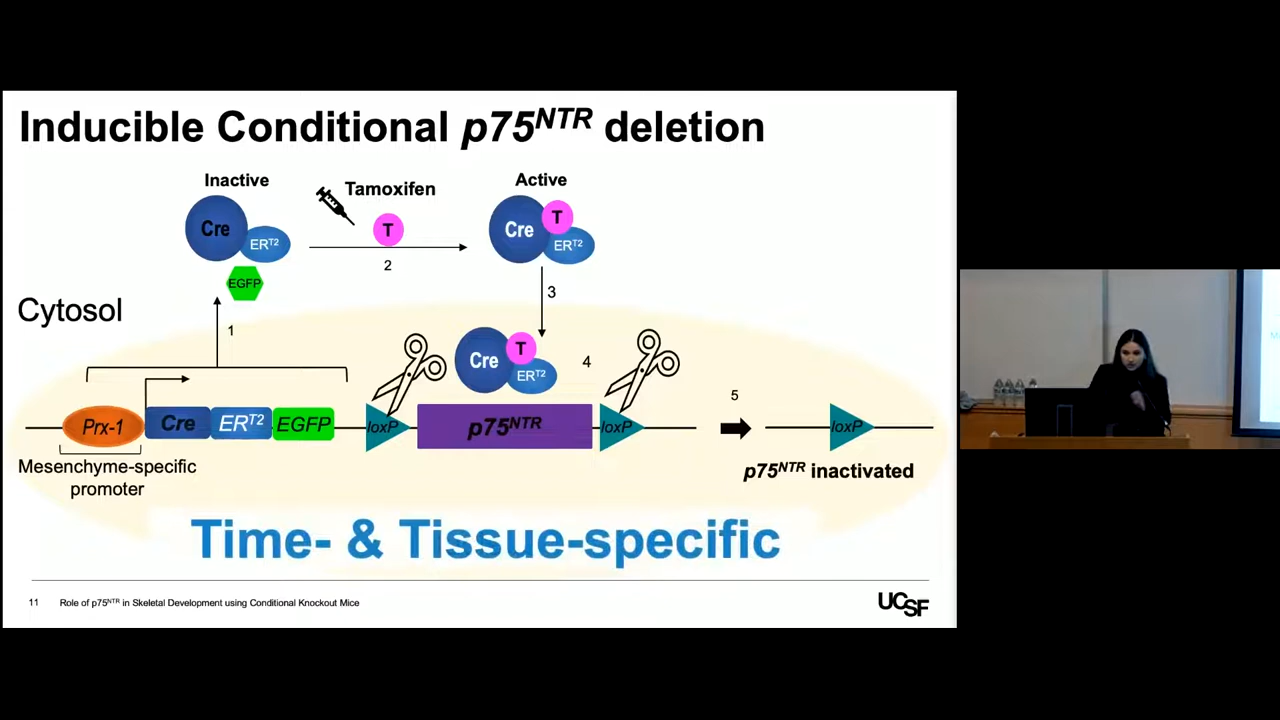 Inducible Conditional p75NTR deletion
Inactive
Tamoxifen
Active
Cre
ERT2
T
Cre
T
ERT2
2
EGFP
3
Cytosol
1
Cre
T
ERT2
4
5
Prx-1
Cre
ERT2
EGFP
loxP
p75NTR
loxP
loxP
Mesenchyme-specific
promoter
p75NTR inactivated
Time- & Tissue-specific
11
Role of p75NTR in Skeletal Development using Conditional Knockout Mice
UCSF